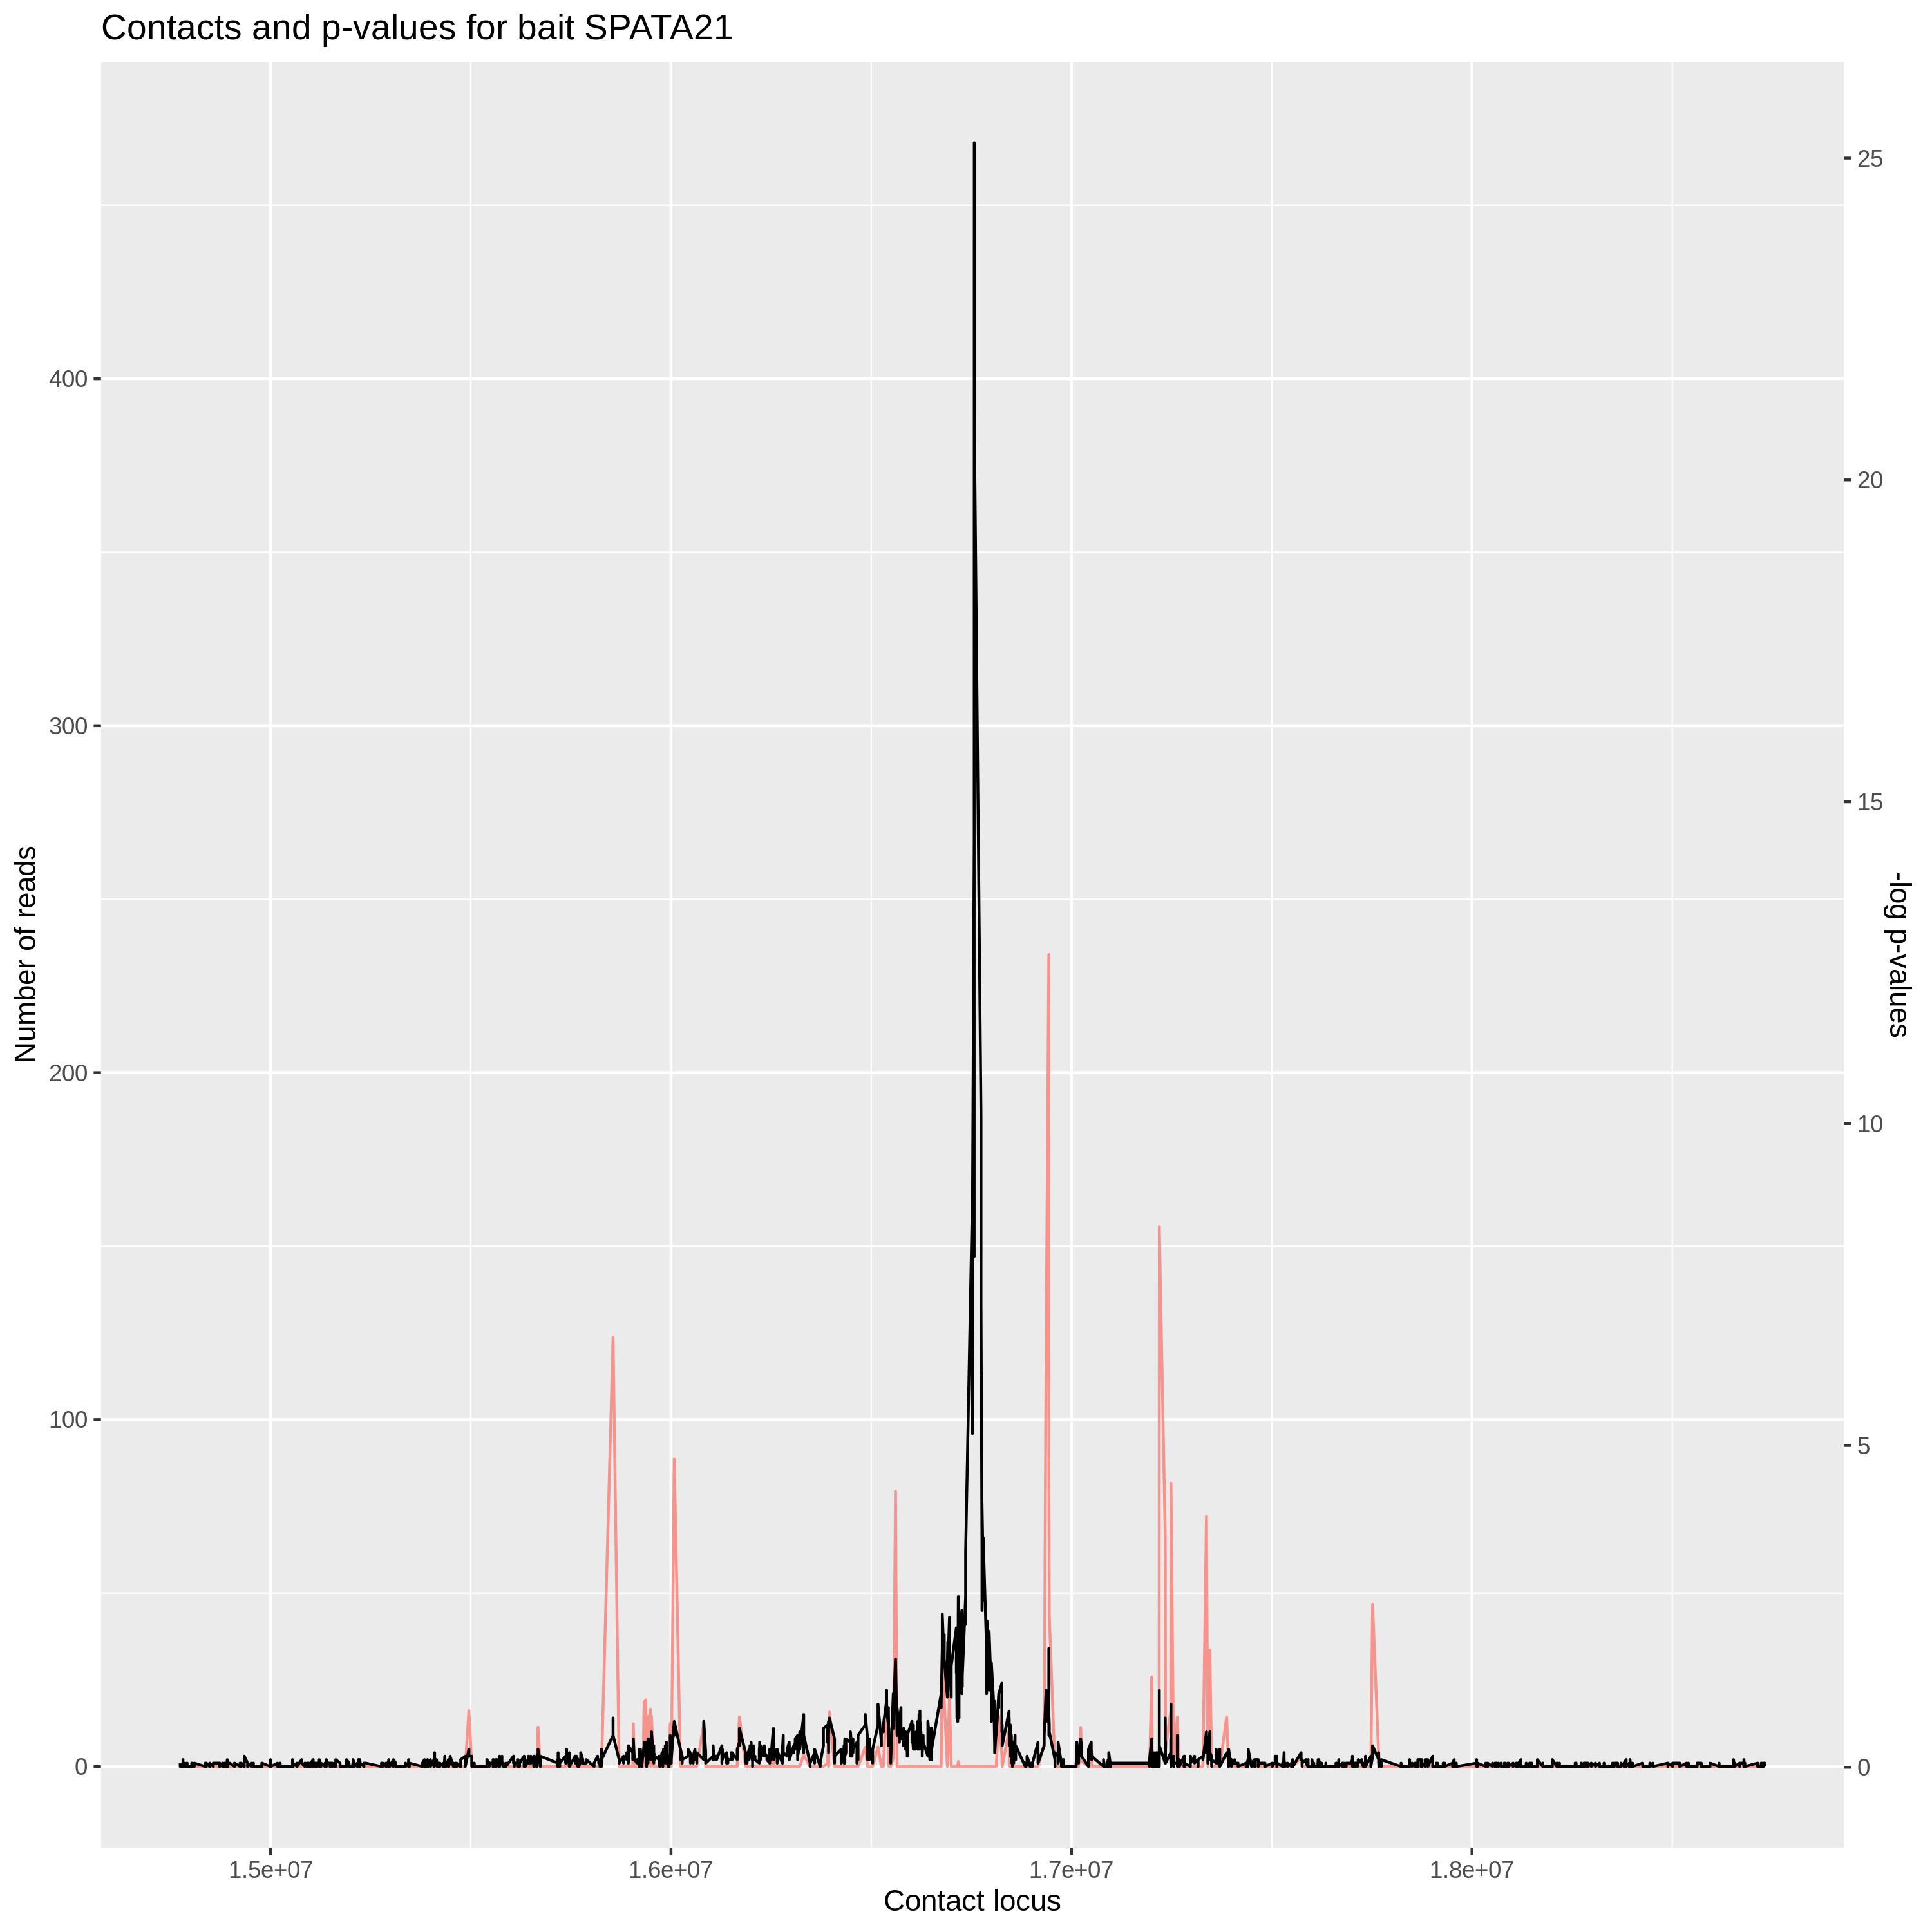 Contacts and p-values for bait SPATA21
Number of reads
400
300
200
100
0
25
20
15
10
5
0
-log p-values
1.5e+07 1.6e+07 1.7e+07 1.8e+07
Contact locus